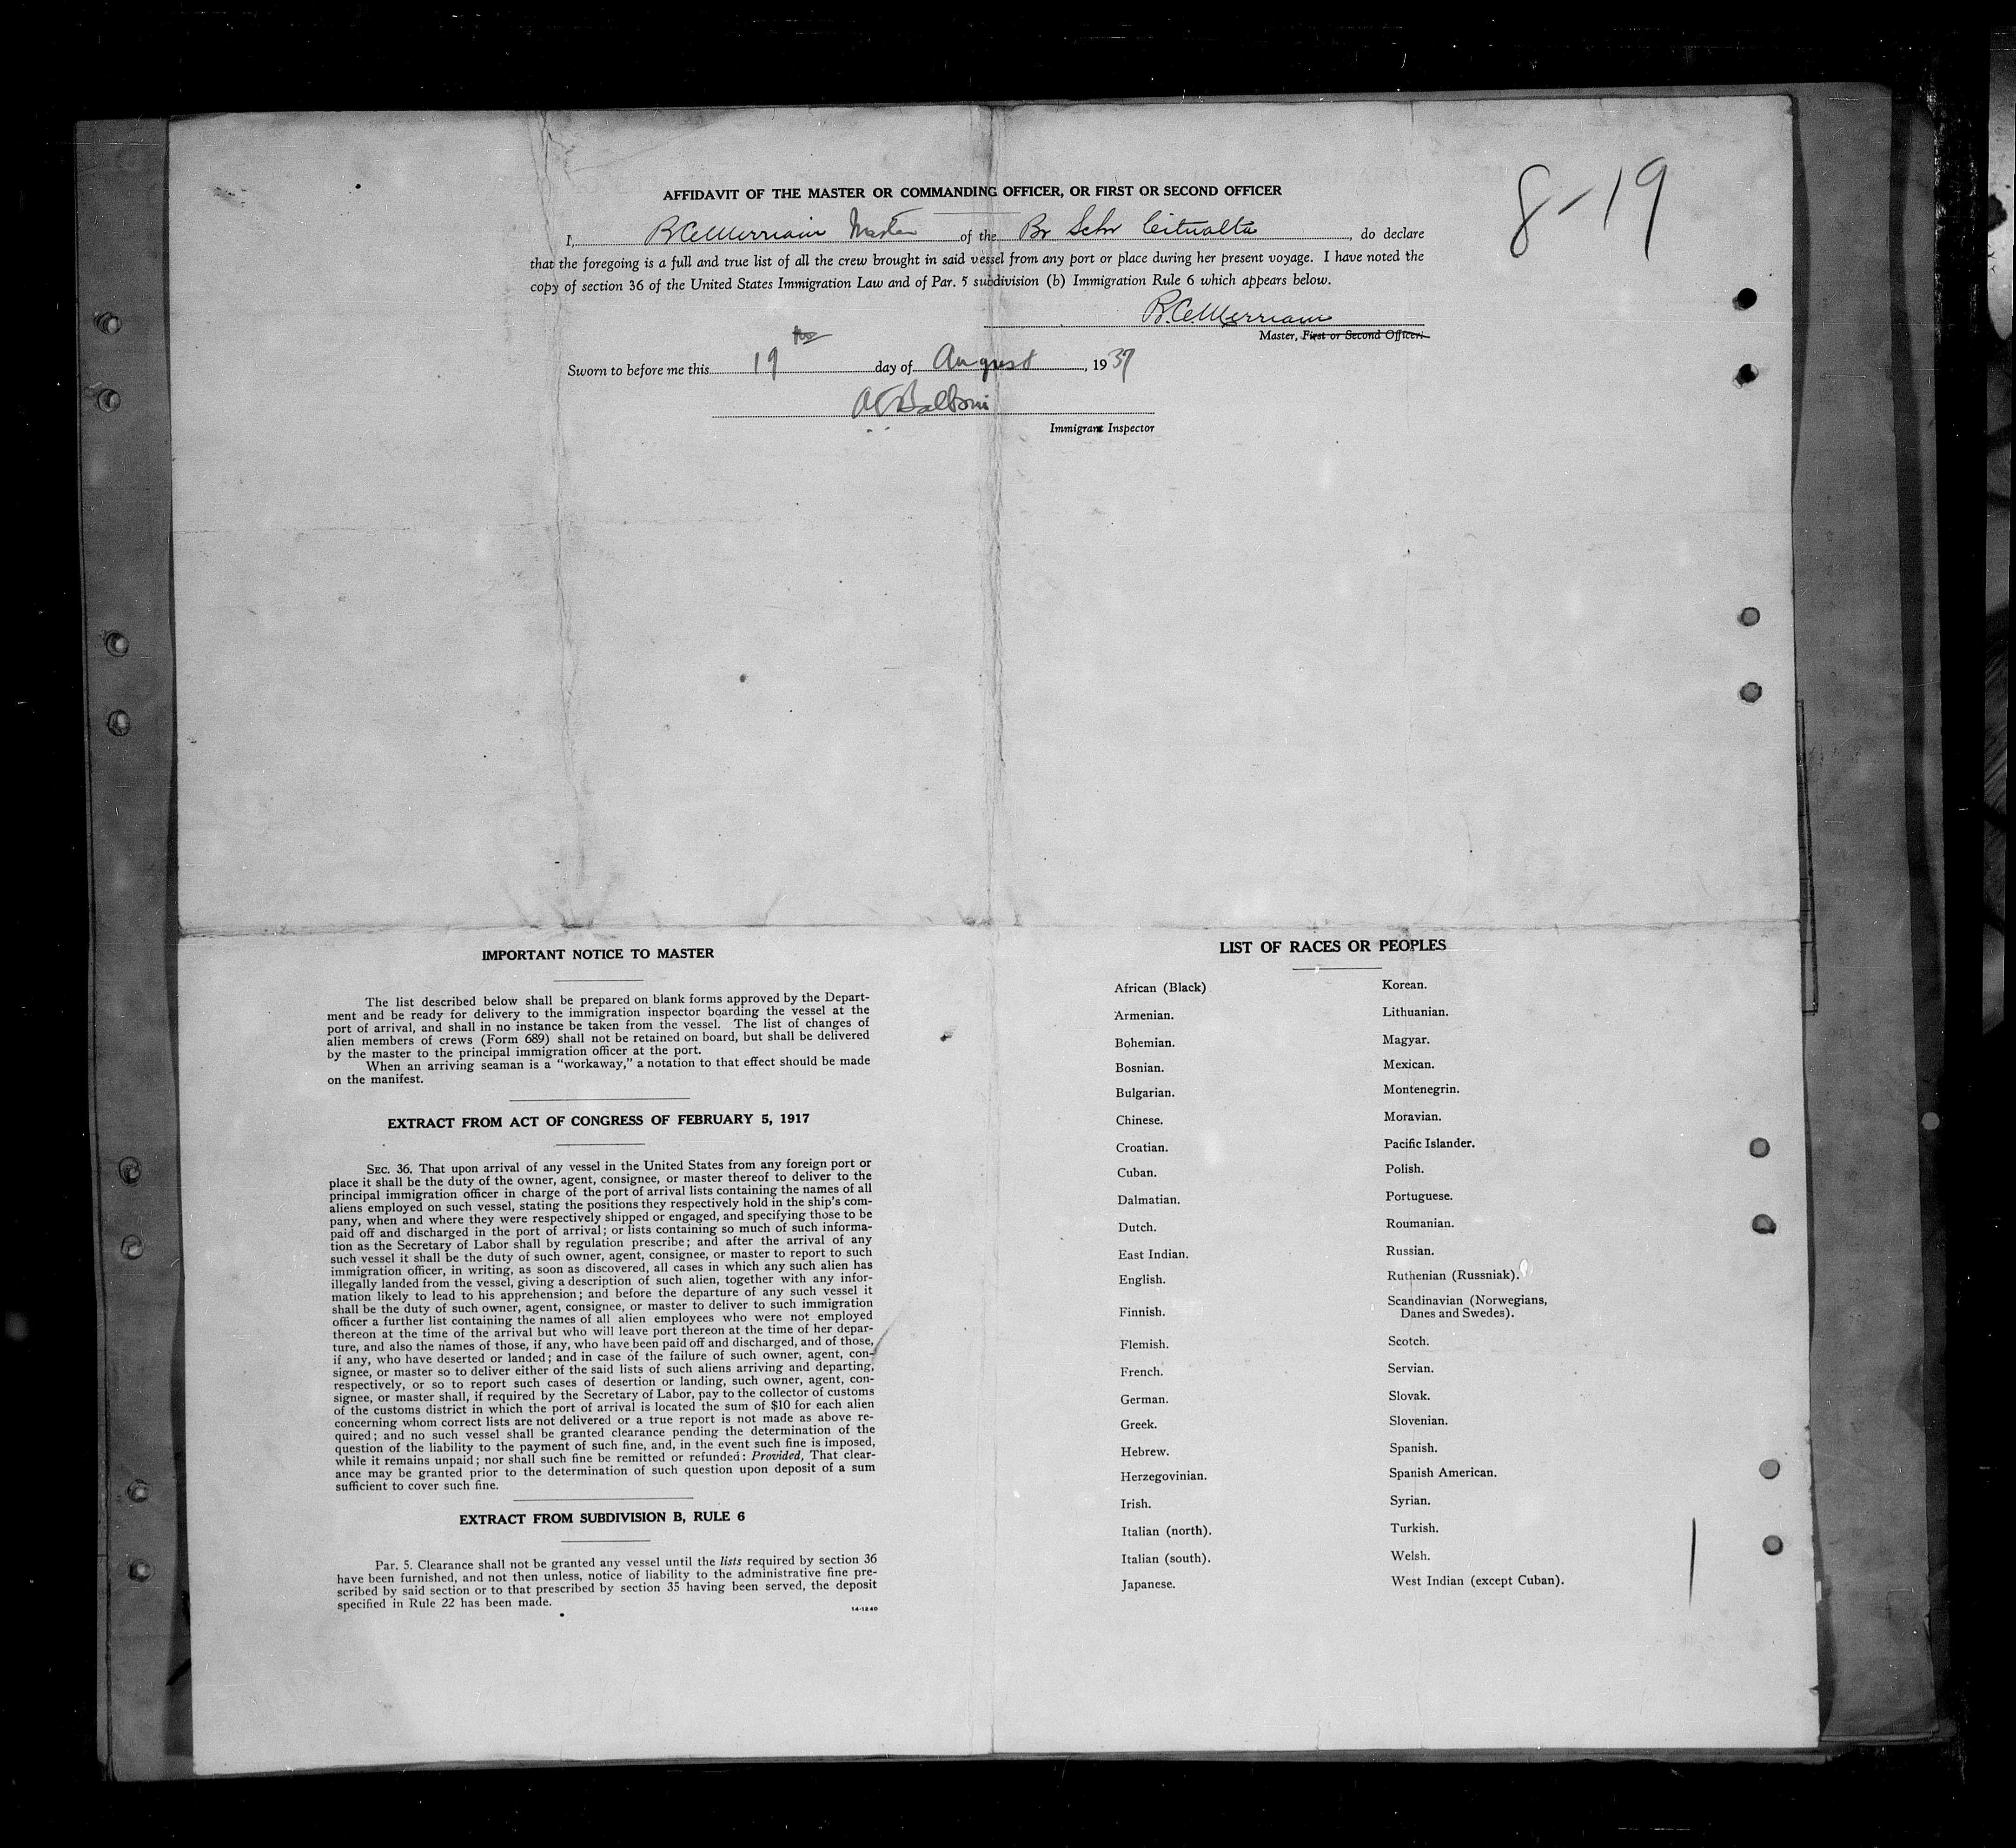 8-19
AFFIDAVIT OF THE MASTER OR COMMANDING OFFICER, OR FIRST OR SECOND OFFICER
I, B.C. Merriam Master of the Br Schr Citnalta, do declare
that the foregoing is a full and true list of all the crew brought in said vessel from any port or place during her present voyage. I have noted the
copy of section 36 of the United States Immigration Law and of Par. 5 subdivision (b) Immigration Rule 6 which appears below.
B.C. Merriam
Master, First or Second Officer.
Sworn to before me this 19th day of August, 1937
Immigrant Inspector
IMPORTANT NOTICE TO MASTER
The list described below shall be prepared on blank forms approved by the Depart-
ment and be ready for delivery to the immigration inspector boarding the vessel at the
port of arrival, and shall in no instance be taken from the vessel. The list of changes of
alien members of crews (Form 689) shall not be retained on board, but shall be delivered
by the master to the principal immigration officer at the port.
When an arriving seaman is a "workaway," a notation to that effect should be made
on the manifest.
EXTRACT FROM ACT OF CONGRESS OF FEBRUARY 5, 1917
SEC. 36. That upon arrival of any vessel in the United States from any foreign port or
place it shall be the duty of the owner, agent, consignee, or master thereof to deliver to the
principal immigration officer in charge of the port of arrival lists containing the names of all
aliens employed on such vessel, stating the positions they respectively hold in the ship's com-
pany, when and where they were respectively shipped or engaged, and specifying those to be
paid off and discharged in the port of arrival; or lists containing so much of such informa-
tion as the Secretary of Labor shall by regulation prescribe; and after the arrival of any
such vessel it shall be the duty of such owner, agent, consignee, or master to report to such
immigration officer, in writing, as soon as discovered, all cases in which any such alien has
illegally landed from the vessel, giving a description of such alien, together with any infor-
mation likely to lead to his apprehension; and before the departure of any such vessel it
shall be the duty of such owner, agent, consignee, or master to deliver to such immigration
officer a further list containing the names of all alien employees who were not employed
thereon at the time of the arrival but who will leave port thereon at the time of her depar-
ture, and also the names of those, if any, who have been paid off and discharged, and of those,
if any, who have deserted or landed; and in case of the failure of such owner, agent, con-
signee, or master so to deliver either of the said lists of such aliens arriving and departing,
respectively, or so to report such cases of desertion or landing, such owner, agent, con-
signee, or master shall, if required by the Secretary of Labor, pay to the collector of customs
of the customs district in which the port of arrival is located the sum of $10 for each alien
concerning whom correct lists are not delivered or a true report is not made as above re-
quired; and no such vessel shall be granted clearance pending the determination of the
question of the liability to the payment of such fine, and, in the event such fine is imposed,
while it remains unpaid; nor shall such fine be remitted or refunded: Provided, That clear-
ance may be granted prior to the determination of such question upon deposit of a sum
sufficient to cover such fine.
EXTRACT FROM SUBDIVISION B, RULE 6
Par. 5. Clearance shall not be granted any vessel until the lists required by section 36
have been furnished, and not then unless, notice of liability to the administrative fine pre-
scribed by said section or to that prescribed by section 35 having been served, the deposit
specified in Rule 22 has been made.
14-1240
LIST OF RACES OR PEOPLES
African (Black)
Armenian.
Bohemian.
Bosnian.
Bulgarian.
Chinese.
Croatian.
Cuban.
Dalmatian.
Dutch.
East Indian.
English.
Finnish.
Flemish.
French.
German.
Greek.
Hebrew.
Herzegovinian.
Irish.
Italian (north).
Italian (south).
Japanese.
Korean.
Lithuanian.
Magyar.
Mexican.
Montenegrin.
Moravian.
Pacific Islander.
Polish.
Portuguese.
Roumanian.
Russian.
Ruthenian (Russniak).
Scandinavian (Norwegians,
Danes and Swedes).
Scotch.
Servian.
Slovak.
Slovenian.
Spanish.
Spanish American.
Syrian.
Turkish.
Welsh.
West Indian (except Cuban).